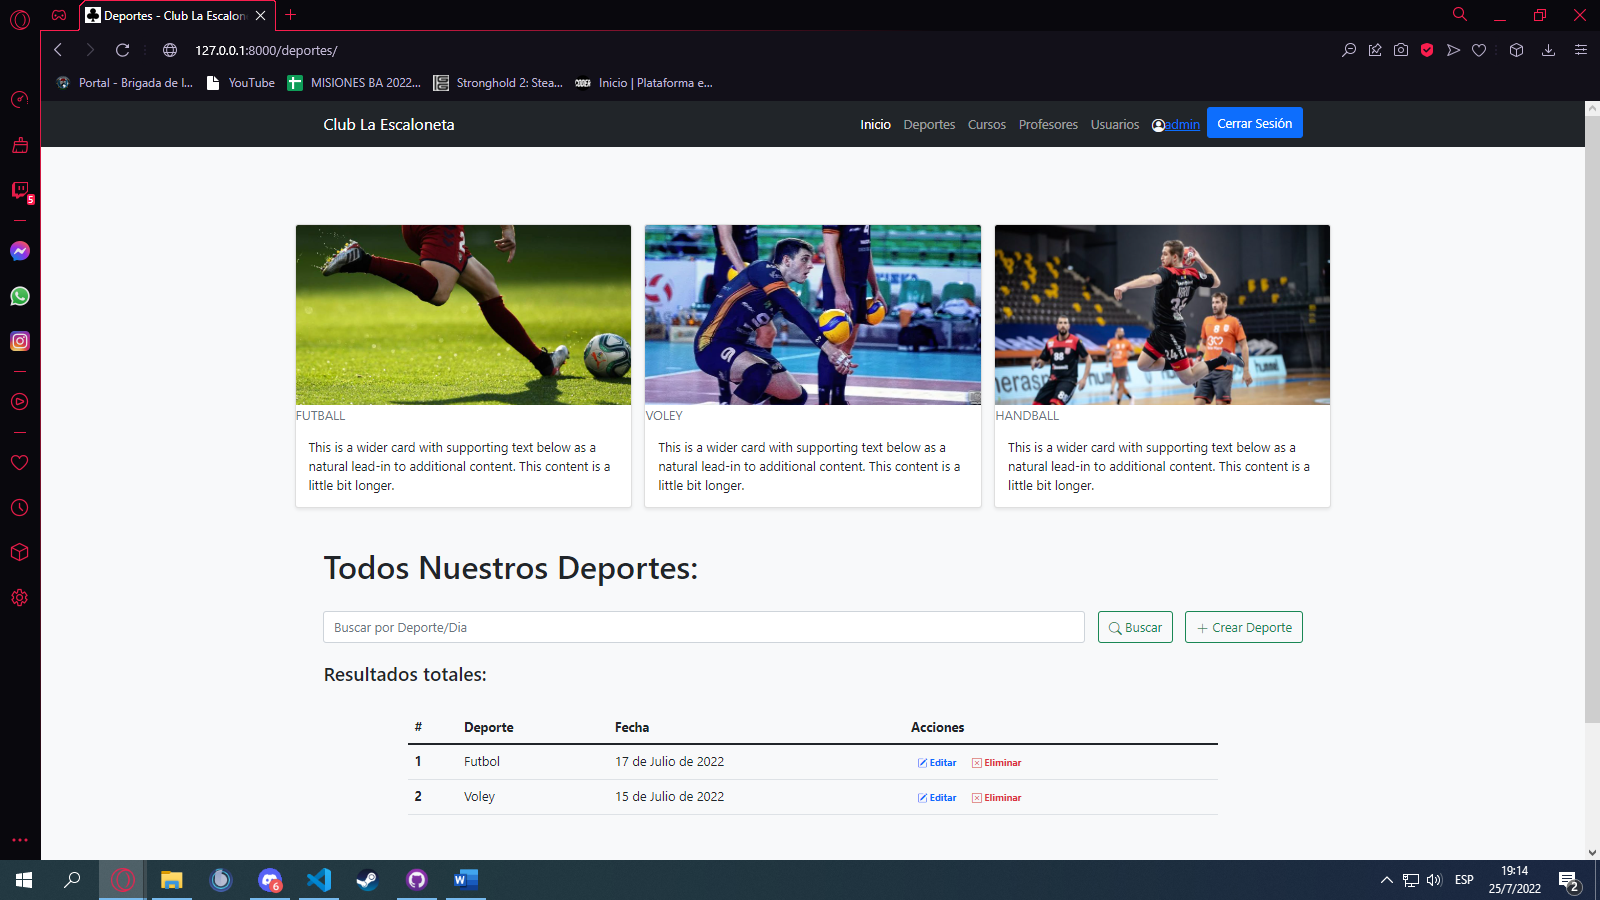 Deportes - Club La Escalon
127.0.0.1:8000/deportes/
Portal - Brigada de I...
YouTube
MISIONES BA 2022...
Stronghold 2: Stea...
CODER
Inicio | Plataforma e...
5
Club La Escaloneta
Inicio
Deportes
Cursos
Profesores
Usuarios
admin
Cerrar Sesión
FUTBALL
This is a wider card with supporting text below as a
natural lead-in to additional content. This content is a
little bit longer.
VOLEY
This is a wider card with supporting text below as a
natural lead-in to additional content. This content is a
little bit longer.
HANDBALL
This is a wider card with supporting text below as a
natural lead-in to additional content. This content is a
little bit longer.
Todos Nuestros Deportes:
Buscar por Deporte/Dia
Buscar
Crear Deporte
Resultados totales:
# Deporte Fecha Acciones
1 Futbol 17 de Julio de 2022 Editar Eliminar
2 Voley 15 de Julio de 2022 Editar Eliminar
6
ESP
19:14
25/7/2022
2